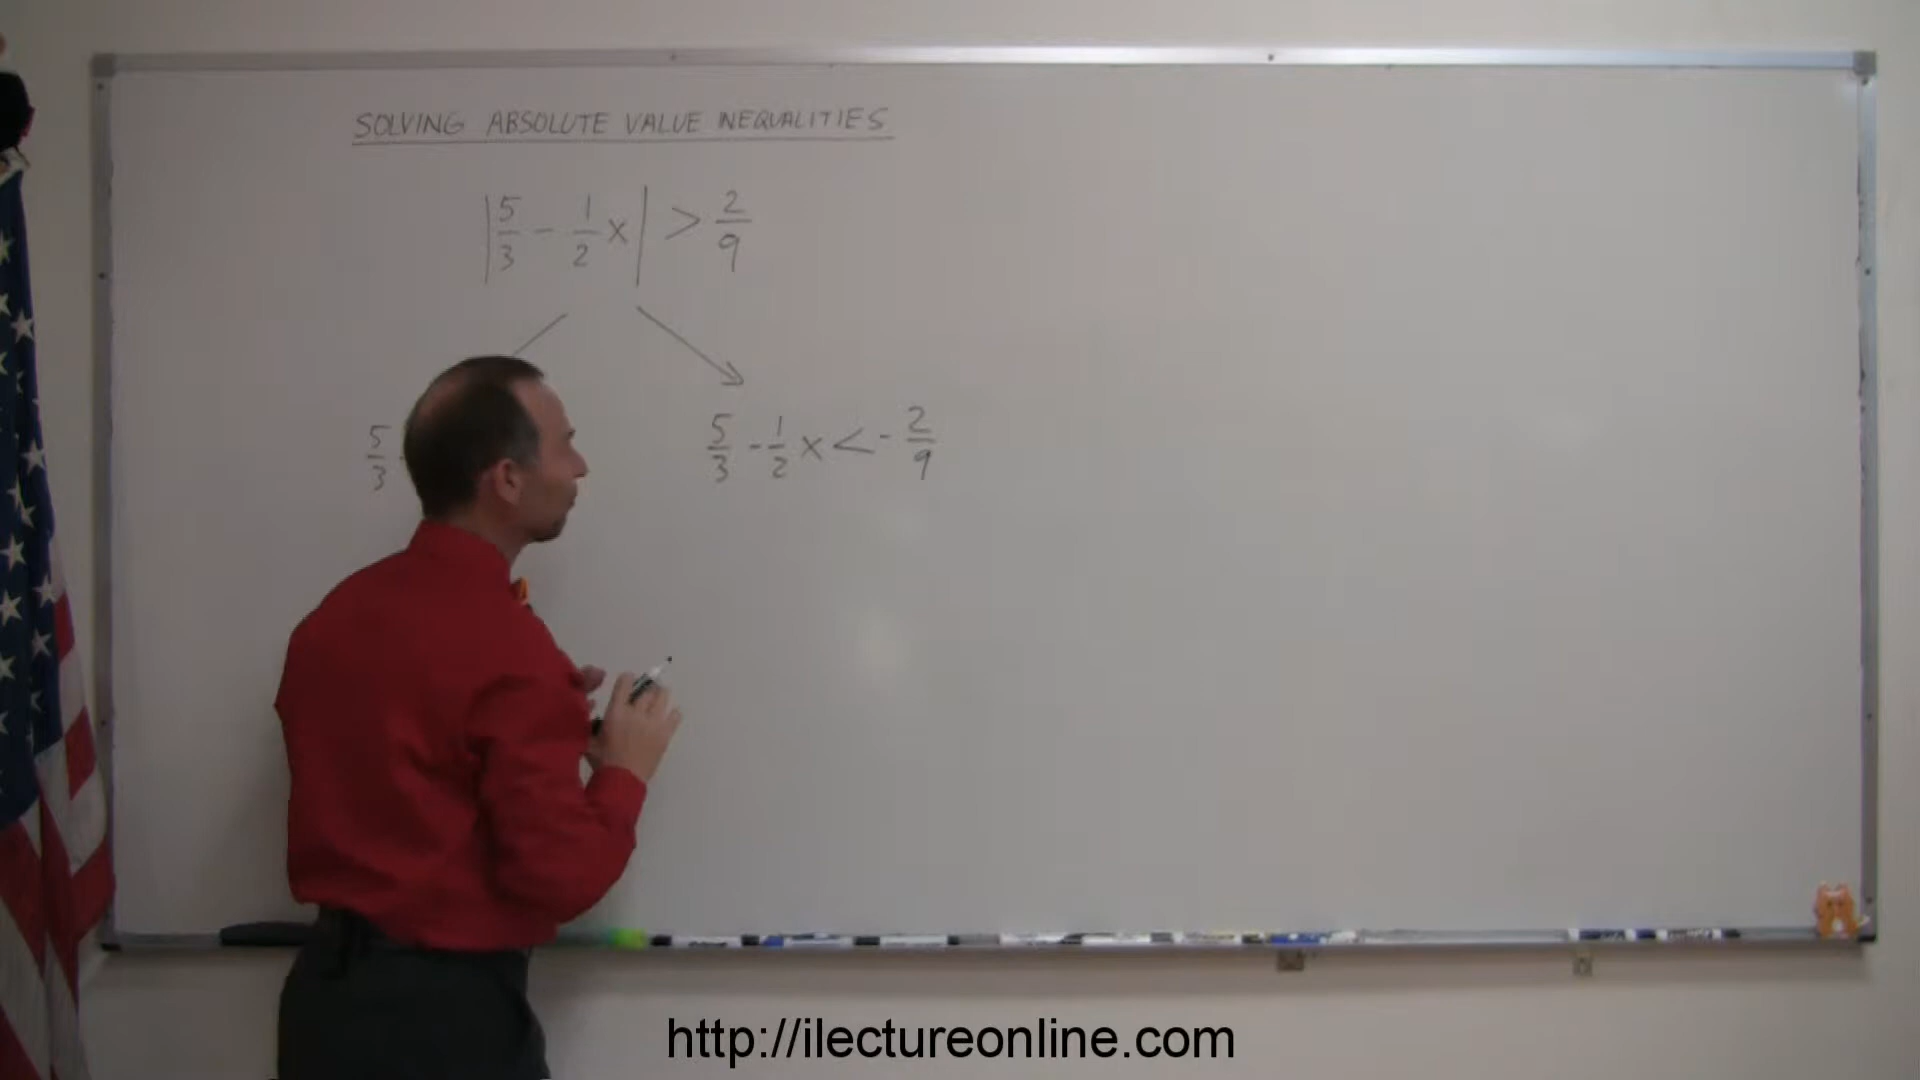 SOLVING ABSOLUTE VALUE INEQUALITIES
|5/3 - 1/2 x| > 2/9
5/3 5/3 - 1/2 x < - 2/9
http://ilectureonline.com